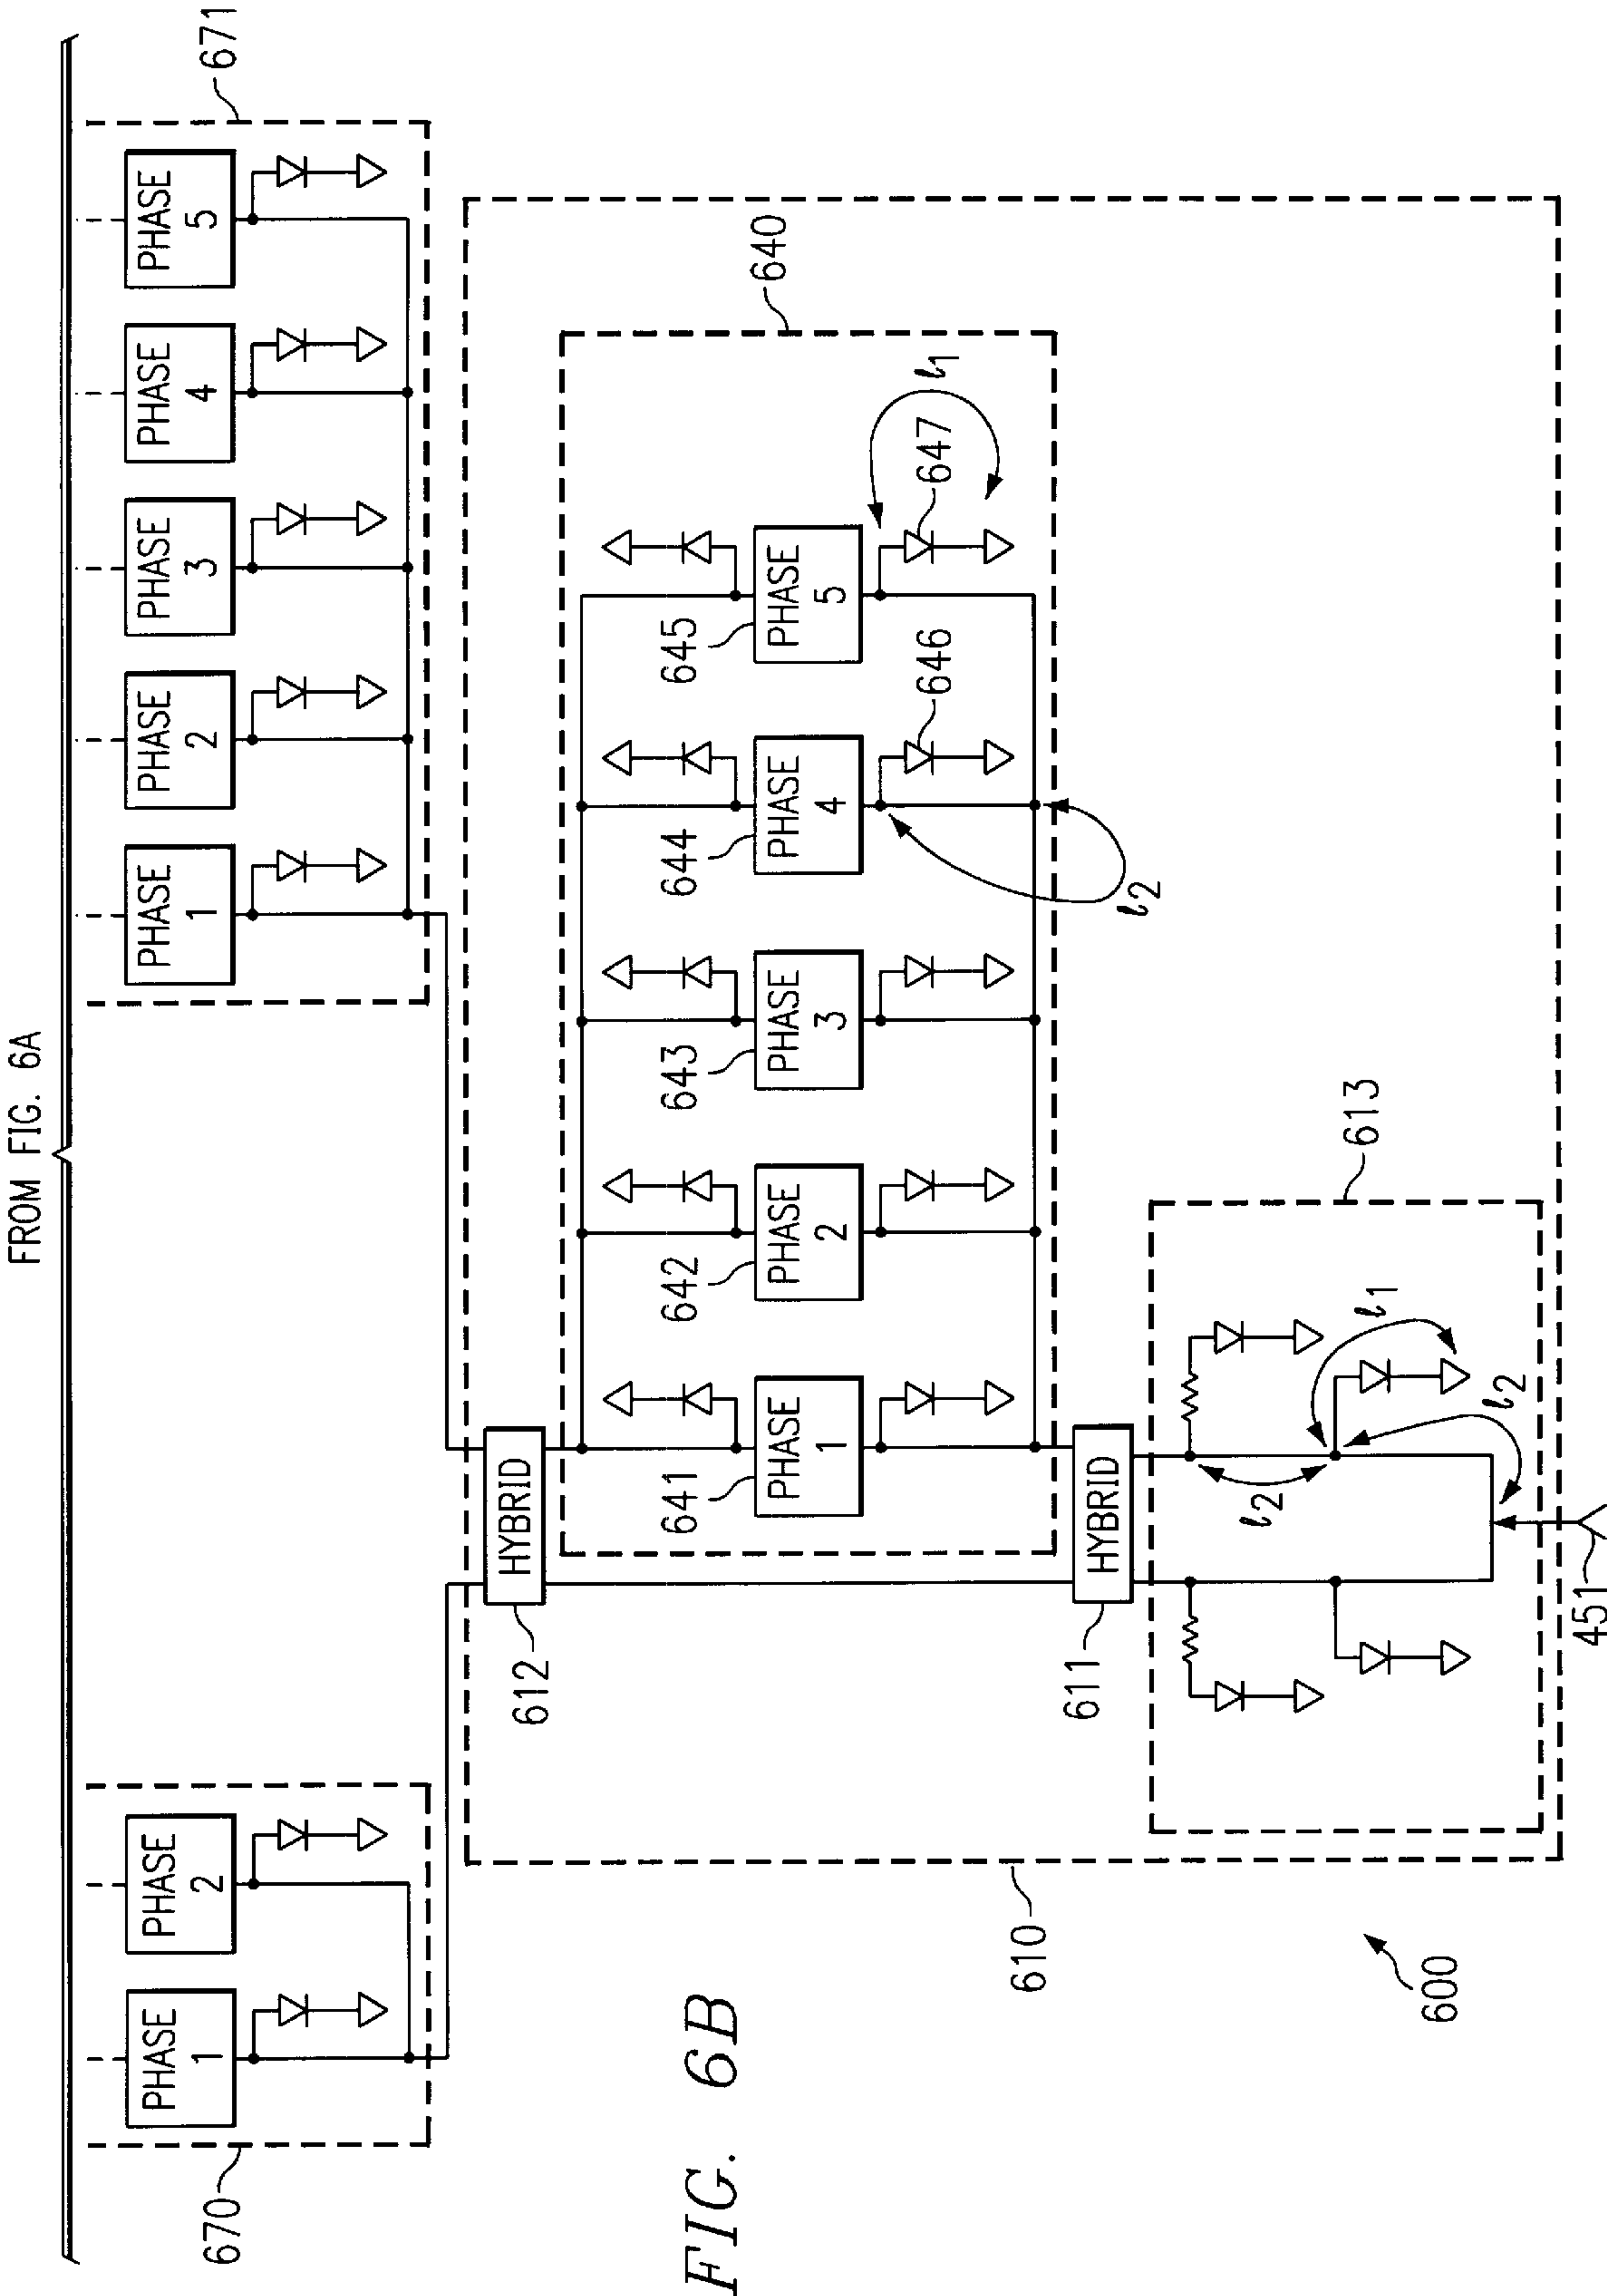 FROM FIG. 6A
671
PHASE 5
PHASE 4
PHASE 3
PHASE 2
PHASE 1
PHASE 2
PHASE 1
670
640
ℓ1
647
645
PHASE 5
646
644
PHASE 4
ℓ2
643
PHASE 3
642
PHASE 2
641
PHASE 1
HYBRID
612
HYBRID
611
613
ℓ1
ℓ2
ℓ2
451
610
600
FIG. 6B